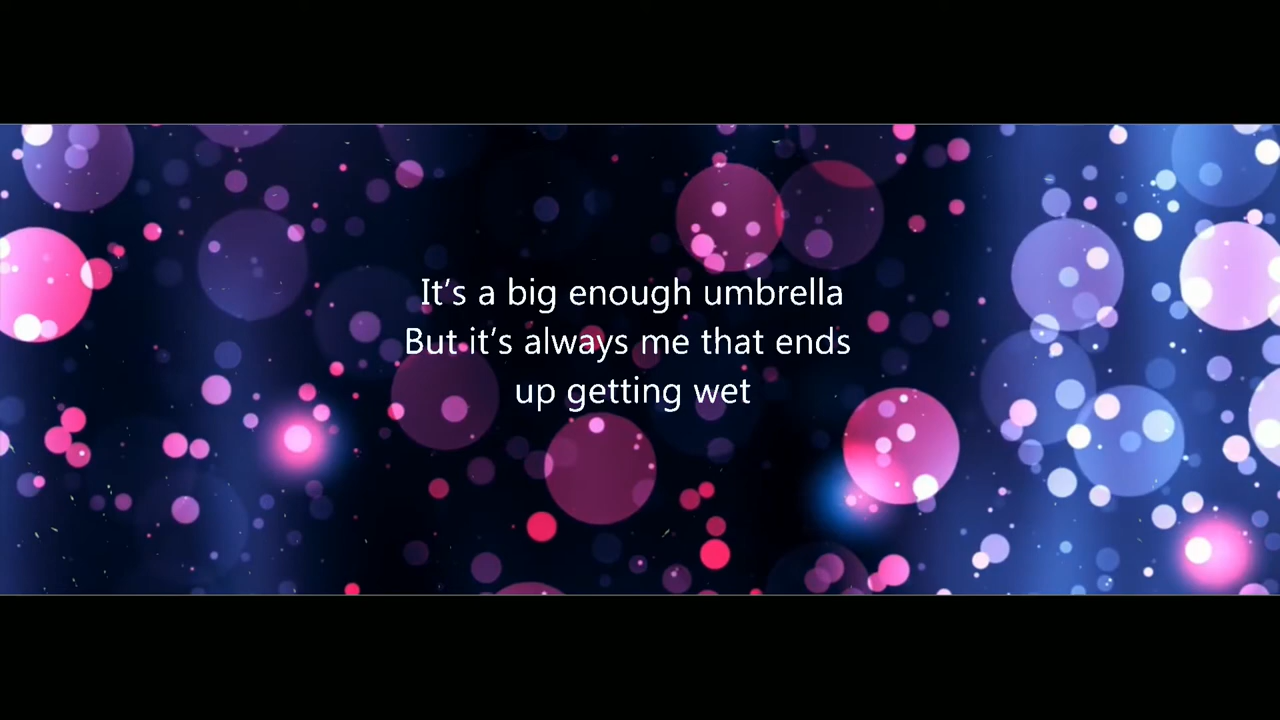 It’s a big enough umbrella
But it’s always me that ends
up getting wet